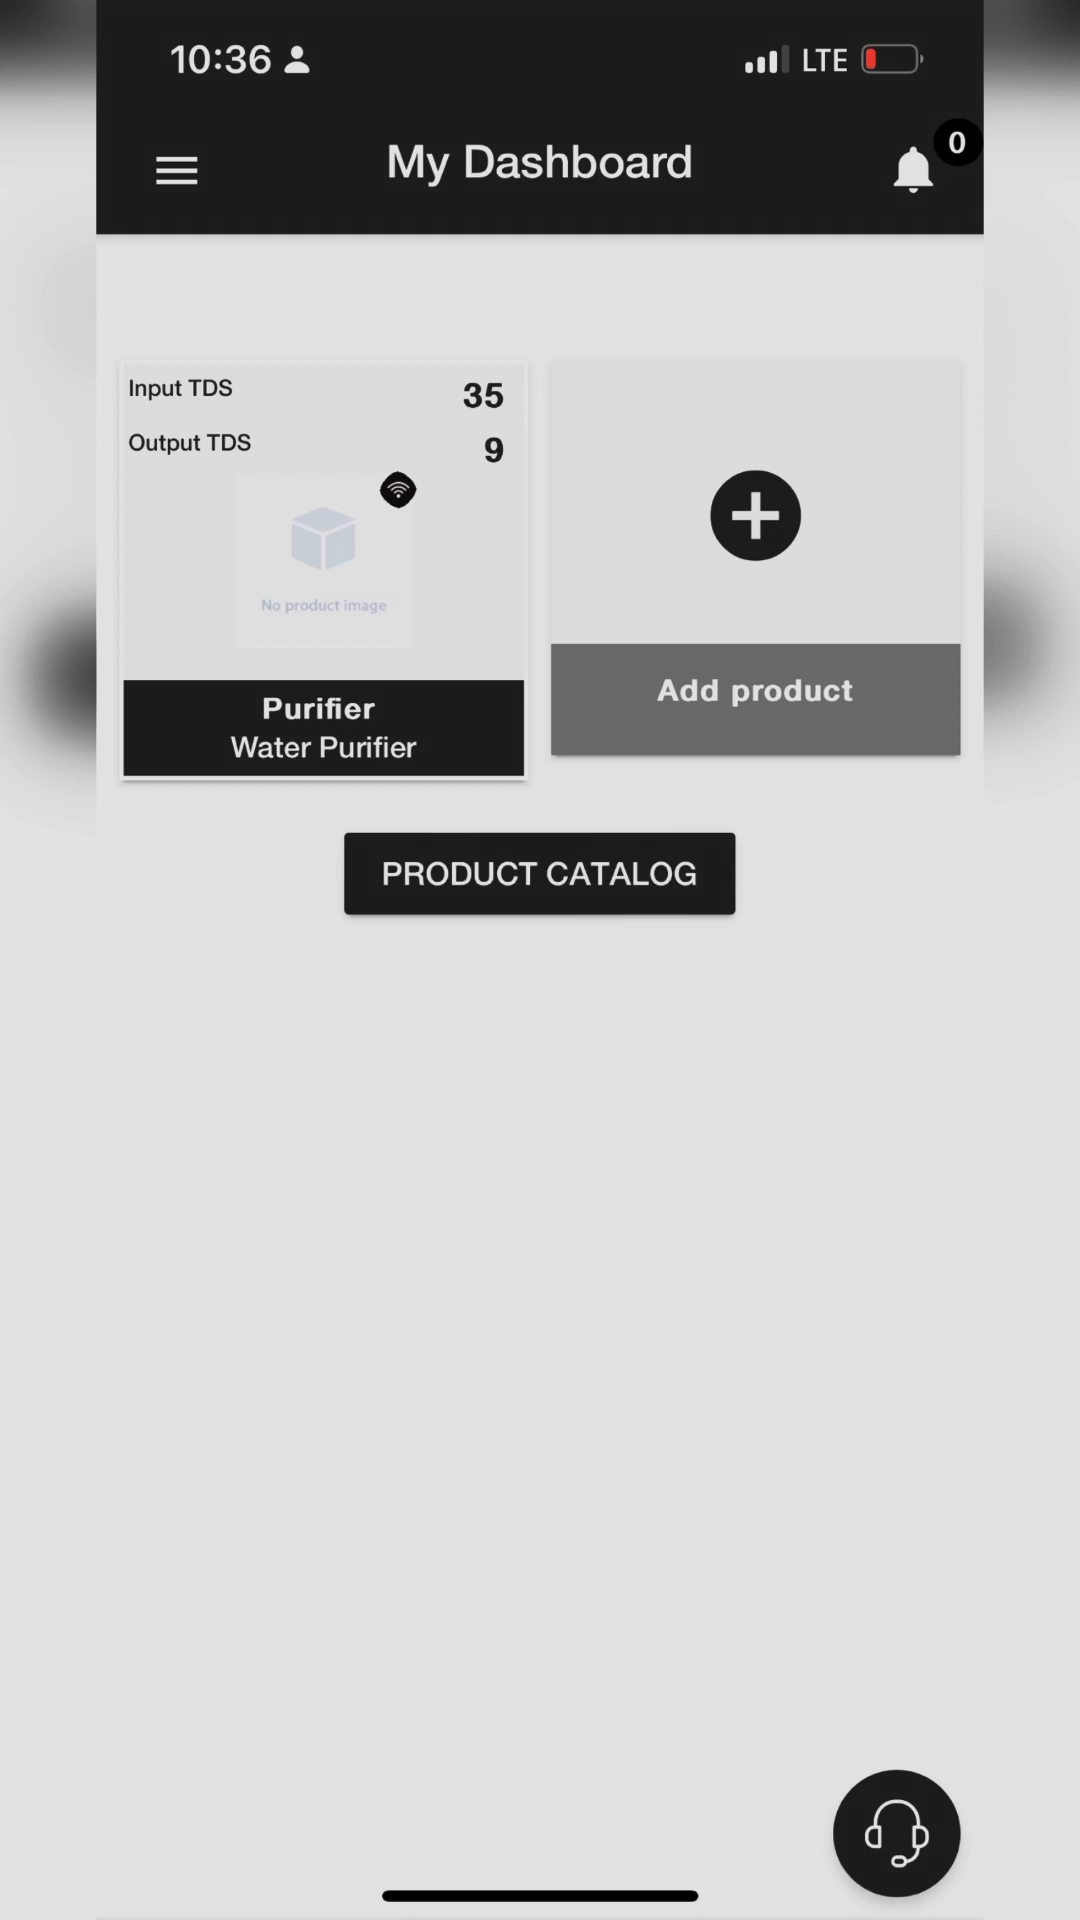 10:36
LTE
My Dashboard
0
Input TDS 35
Output TDS 9
No product image
Purifier
Water Purifier
Add product
PRODUCT CATALOG